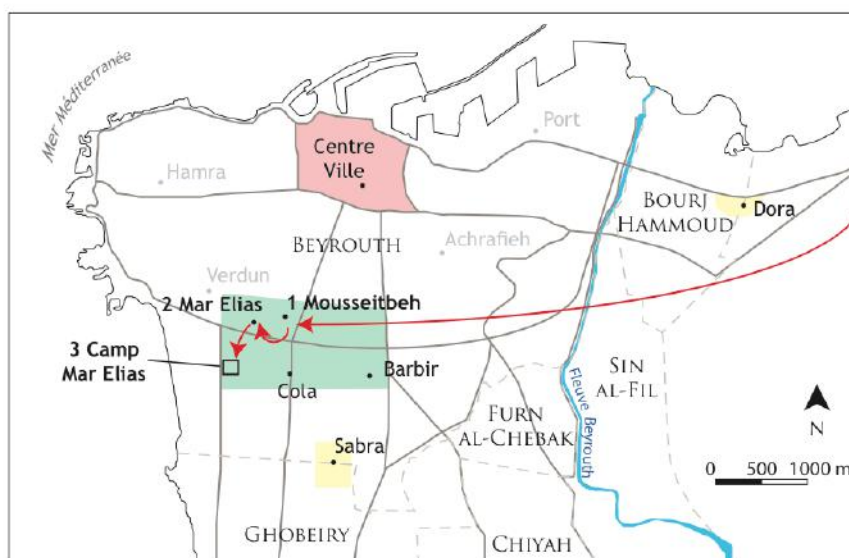 Mer Méditerranée
Port
Centre
Ville
Hamra
BOURJ
HAMMOUD
Dora
BEYROUTH
Achrafieh
Verdun
2 Mar Elias
1 Mousseitbeh
3 Camp
Mar Elias
Cola
Barbir
SIN
AL-FIL
Fleuve Beyrouth
FURN
AL-CHEBAK
N
Sabra
0 500 1000 m
GHOBEIRY
CHIYAH